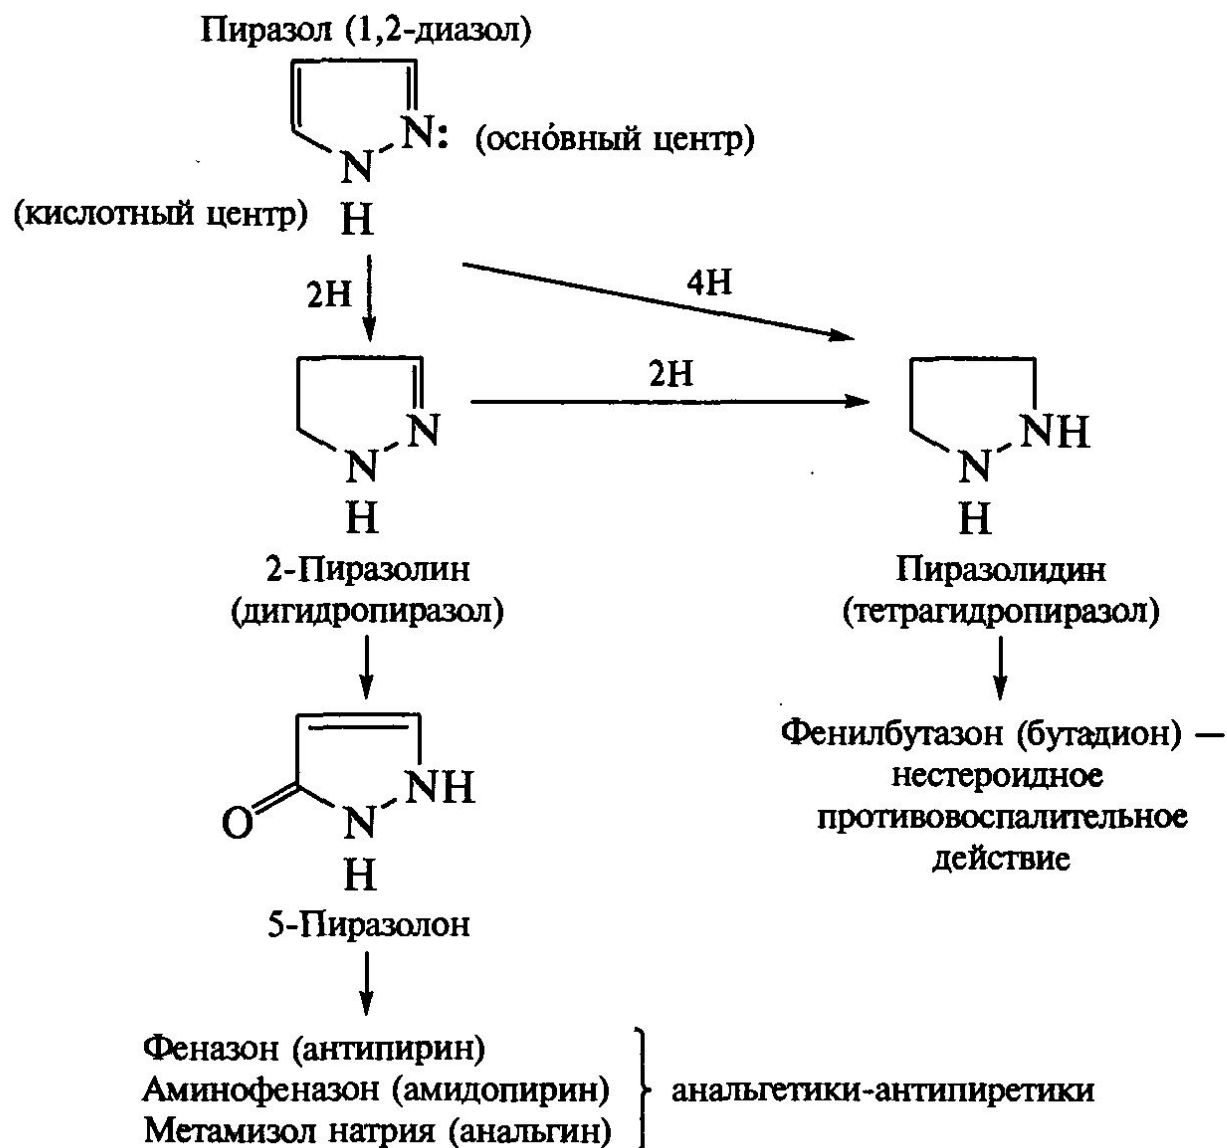 Пиразол (1,2-диазол)
N: (осно́вный центр)
N
(кислотный центр) H
2H
4H
2H
N
N
H
NH
N
H
2-Пиразолин
(дигидропиразол)
Пиразолидин
(тетрагидропиразол)
O
N
NH
H
5-Пиразолон
Фенилбутазон (бутадион) —
нестероидное
противовоспалительное
действие
Феназон (антипирин)
Аминофеназон (амидопирин)
Метамизол натрия (анальгин)
} анальгетики-антипиретики